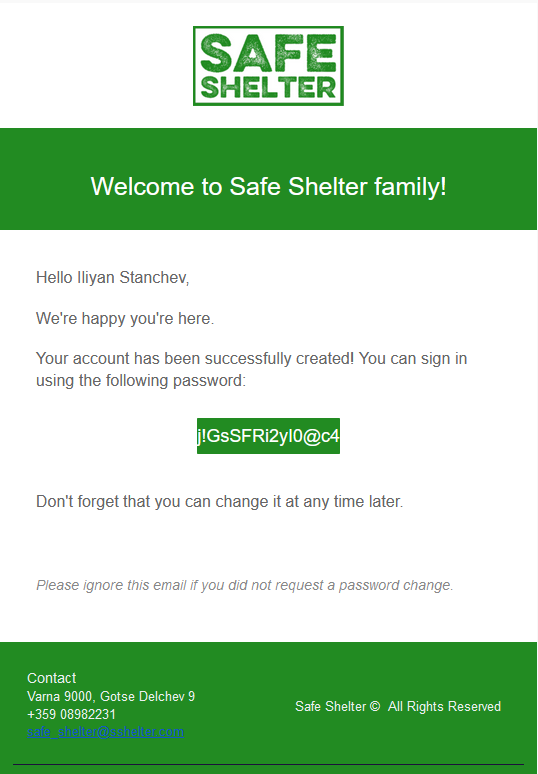 SAFE
SHELTER
Welcome to Safe Shelter family!
Hello Iliyan Stanchev,
We're happy you're here.
Your account has been successfully created! You can sign in
using the following password:
j!GsSFRi2yI0@c4
Don't forget that you can change it at any time later.
Please ignore this email if you did not request a password change.
Contact
Varna 9000, Gotse Delchev 9
+359 08982231
safe_shelter@sshelter.com
Safe Shelter © All Rights Reserved